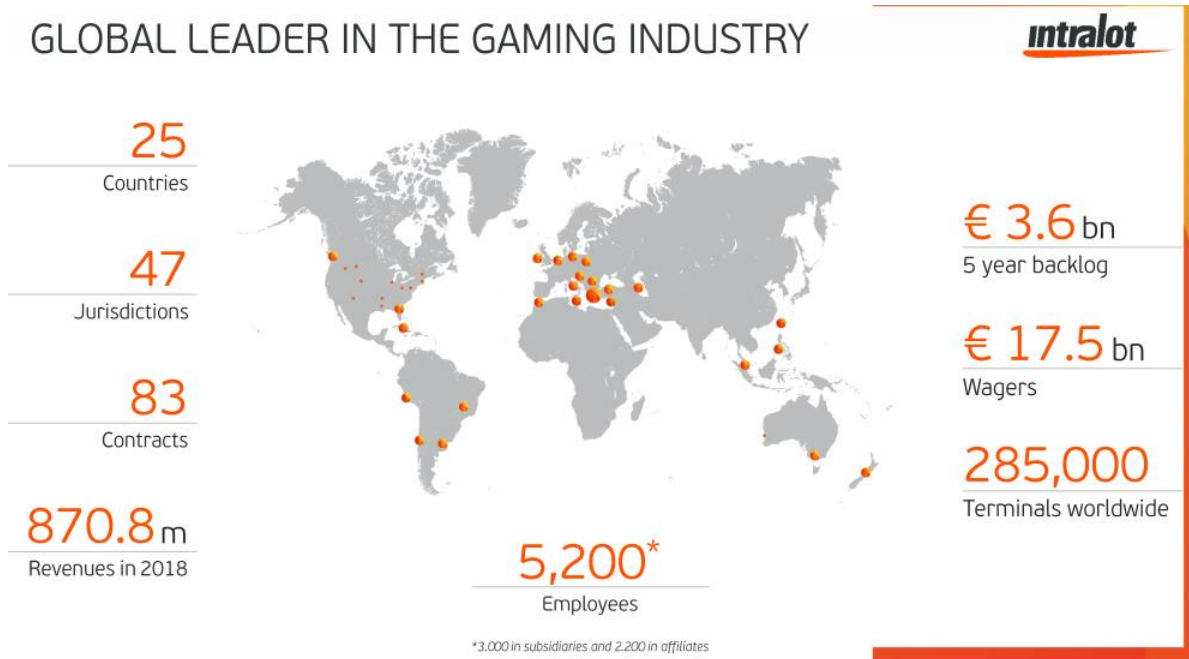 GLOBAL LEADER IN THE GAMING INDUSTRY
intralot
25
Countries
47
Jurisdictions
83
Contracts
870.8 m
Revenues in 2018
5,200*
Employees
*3.000 in subsidiaries and 2.200 in affiliates
€ 3.6 bn
5 year backlog
€ 17.5 bn
Wagers
285,000
Terminals worldwide